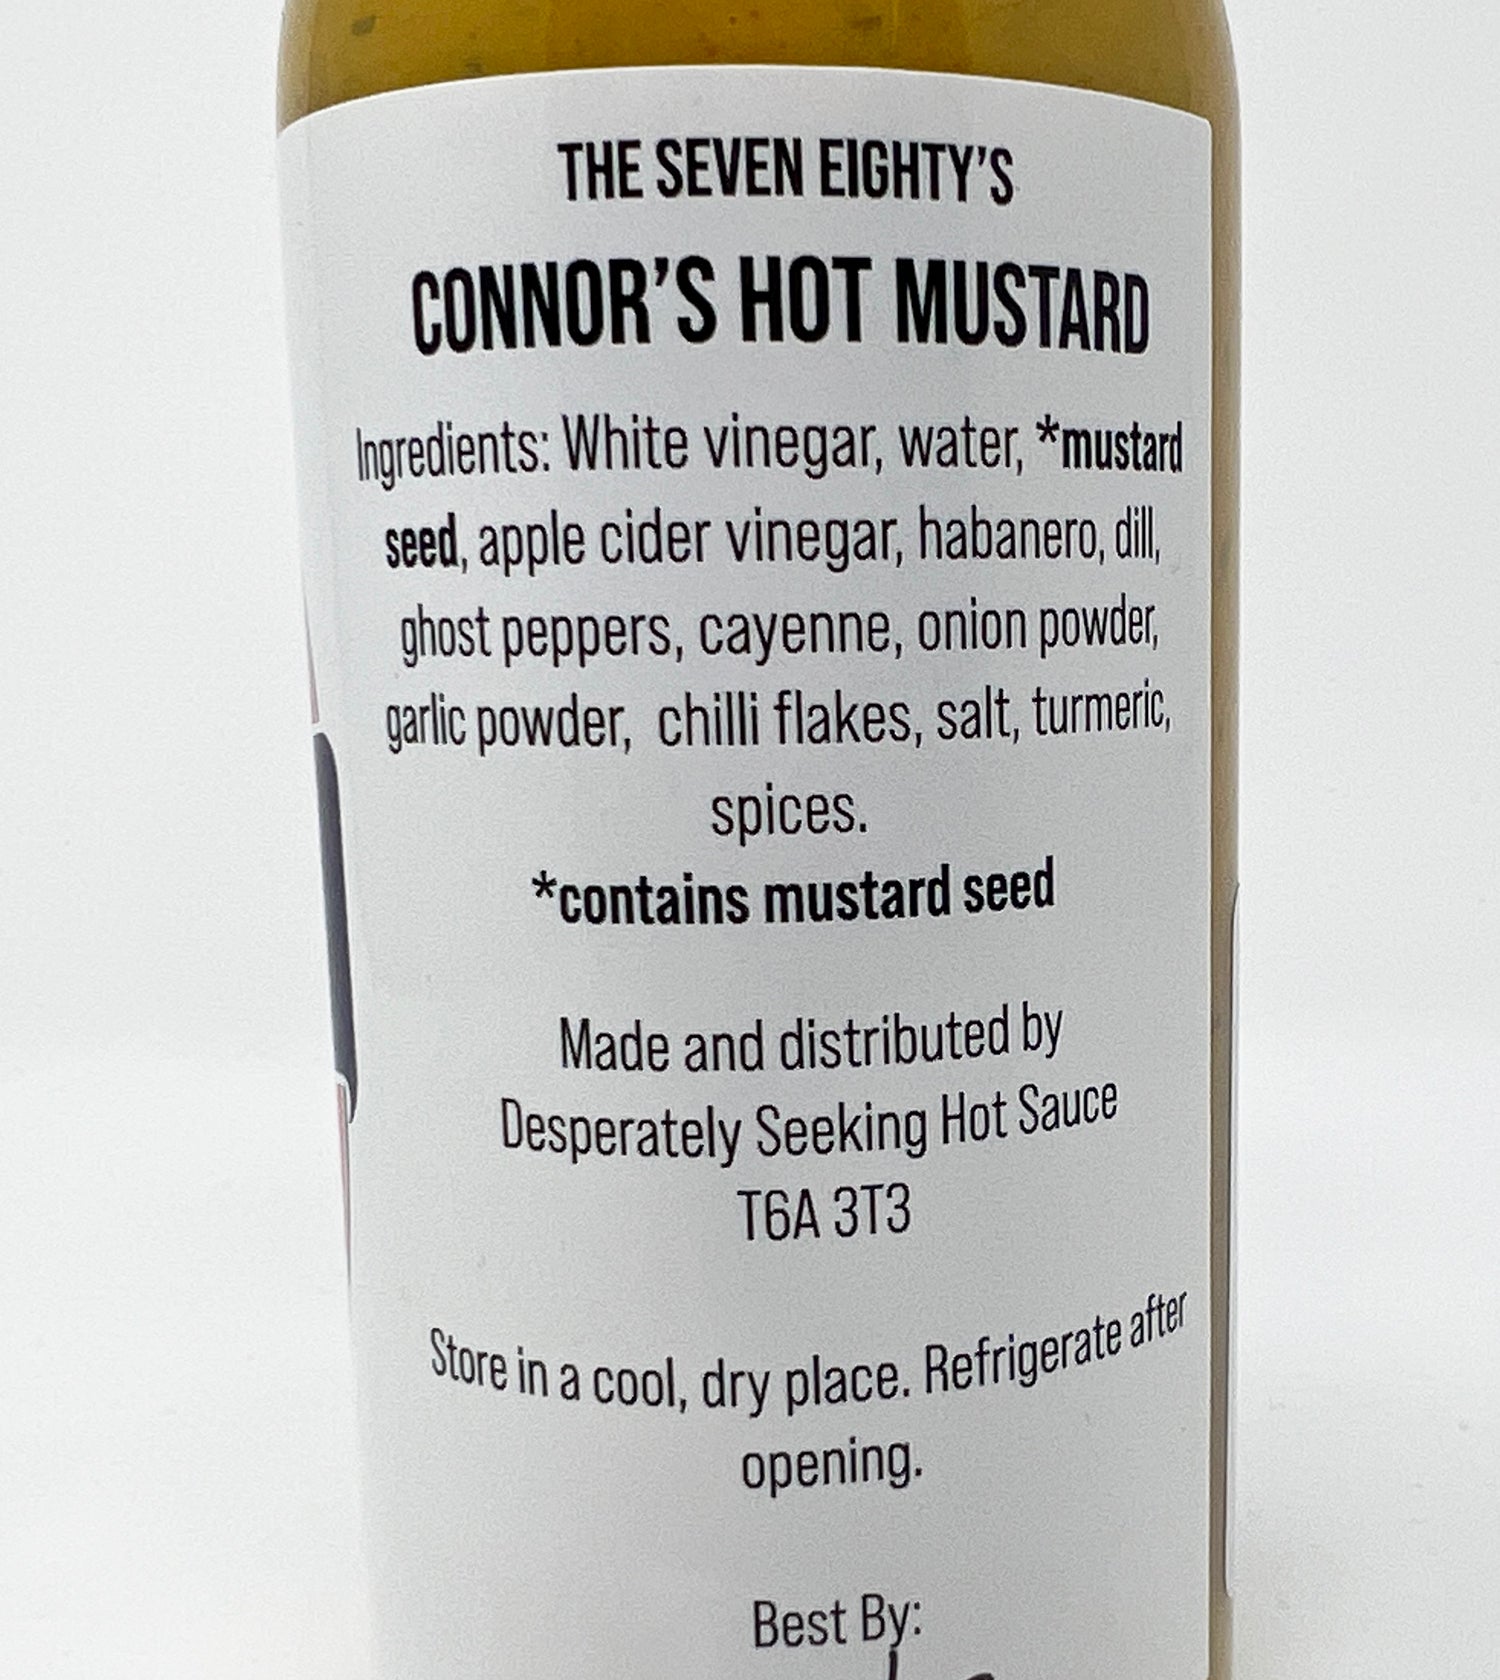 THE SEVEN EIGHTY'S
CONNOR'S HOT MUSTARD
Ingredients: White vinegar, water, *mustard
seed, apple cider vinegar, habanero, dill,
ghost peppers, cayenne, onion powder,
garlic powder, chilli flakes, salt, turmeric,
spices.
*contains mustard seed
Made and distributed by
Desperately Seeking Hot Sauce
T6A 3T3
Store in a cool, dry place. Refrigerate after
opening.
Best By: